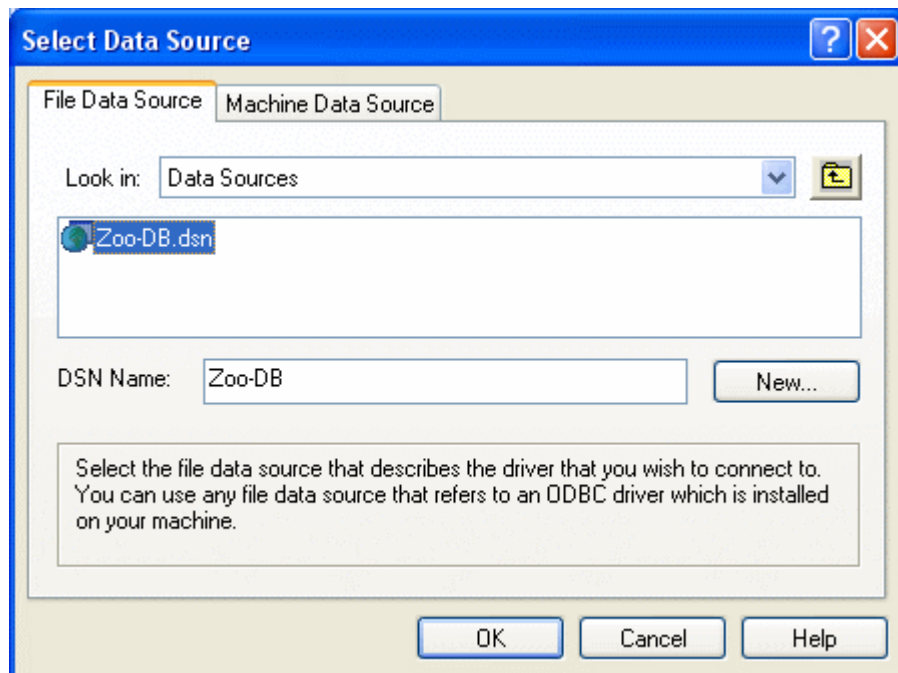 Select Data Source
File Data Source
Machine Data Source
Look in:
Data Sources
Zoo-DB.dsn
DSN Name:
Zoo-DB
New...
Select the file data source that describes the driver that you wish to connect to.
You can use any file data source that refers to an ODBC driver which is installed
on your machine.
OK
Cancel
Help